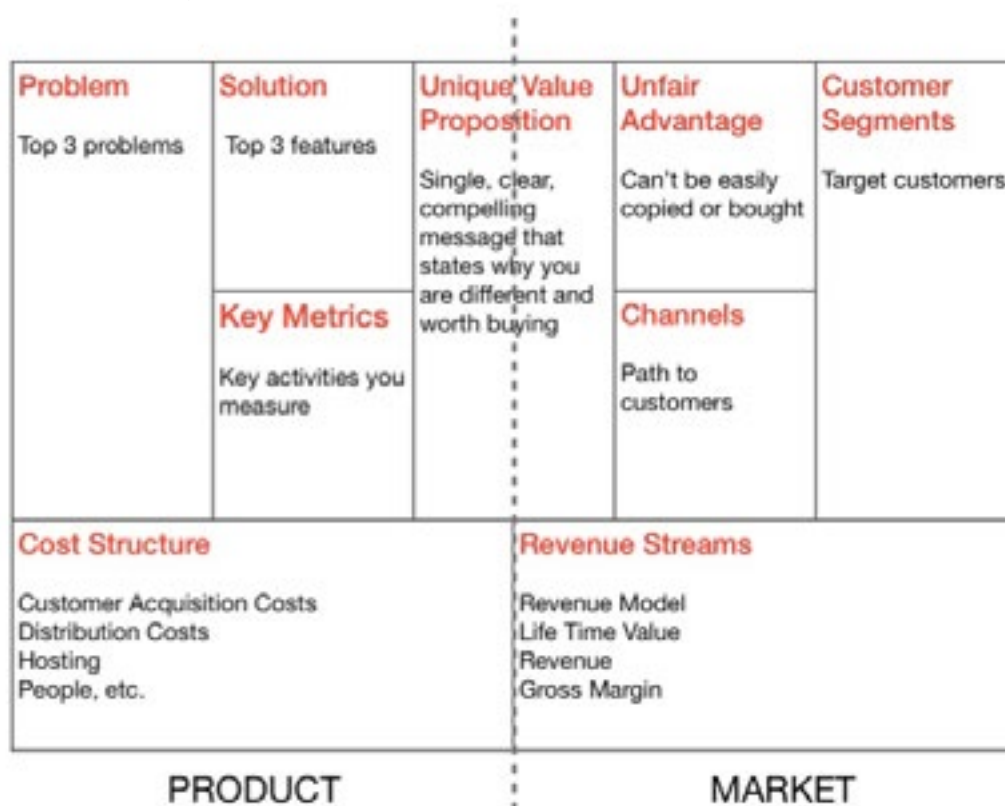 Problem
Top 3 problems
Solution
Top 3 features
Key Metrics
Key activities you
measure
Unique Value
Proposition
Single, clear,
compelling
message that
states why you
are different and
worth buying
Unfair
Advantage
Can't be easily
copied or bought
Channels
Path to
customers
Customer
Segments
Target customers
Cost Structure
Customer Acquisition Costs
Distribution Costs
Hosting
People, etc.
Revenue Streams
Revenue Model
Life Time Value
Revenue
Gross Margin
PRODUCT
MARKET